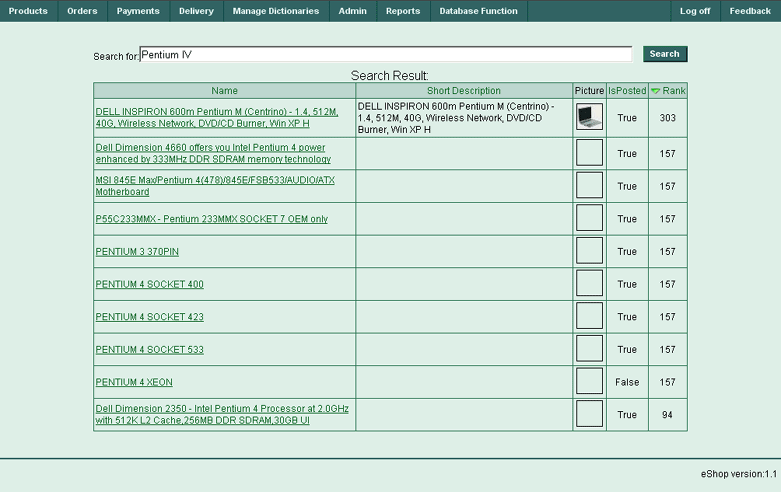 Products Orders Payments Delivery Manage Dictionaries Admin Reports Database Function Log off Feedback
Search for: Pentium IV Search
Search Result:
Name Short Description Picture IsPosted Rank
DELL INSPIRON 600m Pentium M (Centrino) - 1.4, 512M,
40G, Wireless Network, DVD/CD Burner, Win XP H
DELL INSPIRON 600m Pentium M (Centrino) -
1.4, 512M, 40G, Wireless Network, DVD/CD
Burner, Win XP H
True 303
Dell Dimension 4660 offers you Intel Pentium 4 power
enhanced by 333MHz DDR SDRAM memory technology
True 157
MSI 845E Max/Pentium 4(478)/845E/FSB533/AUDIO/ATX
Motherboard
True 157
P55C233MMX - Pentium 233MMX SOCKET 7 OEM only True 157
PENTIUM 3 370PIN True 157
PENTIUM 4 SOCKET 400 True 157
PENTIUM 4 SOCKET 423 True 157
PENTIUM 4 SOCKET 533 True 157
PENTIUM 4 XEON False 157
Dell Dimension 2350 - Intel Pentium 4 Processor at 2.0GHz
with 512K L2 Cache,256MB DDR SDRAM,30GB Ul
True 94
eShop version:1.1